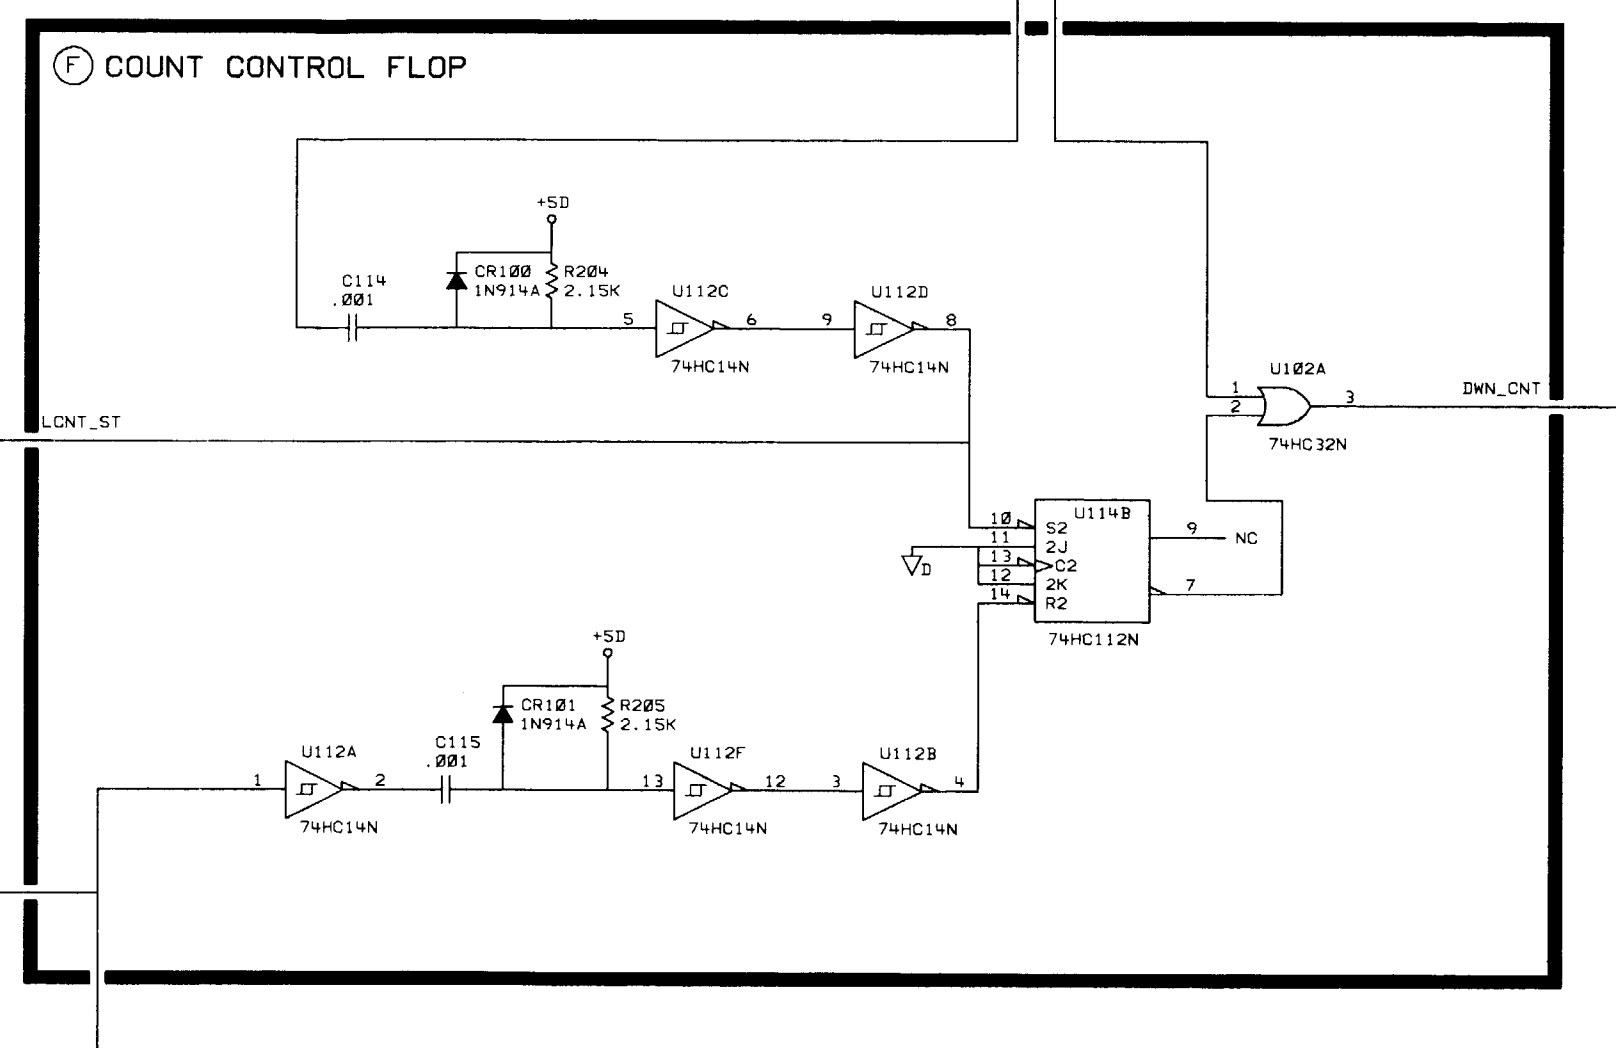 F COUNT CONTROL FLOP
+5D
C114
.001
CR100
1N914A
R204
2.15K
5
U112C
6
74HC14N
9
U112D
8
74HC14N
LCNT_ST
1
2
U102A
3
74HC32N
DWN_CNT
10
11
13
12
14
S2
2J
C2
2K
R2
U114B
9
NC
7
74HC112N
D
+5D
CR101
1N914A
R205
2.15K
1
U112A
2
74HC14N
C115
.001
13
U112F
12
74HC14N
3
U112B
4
74HC14N